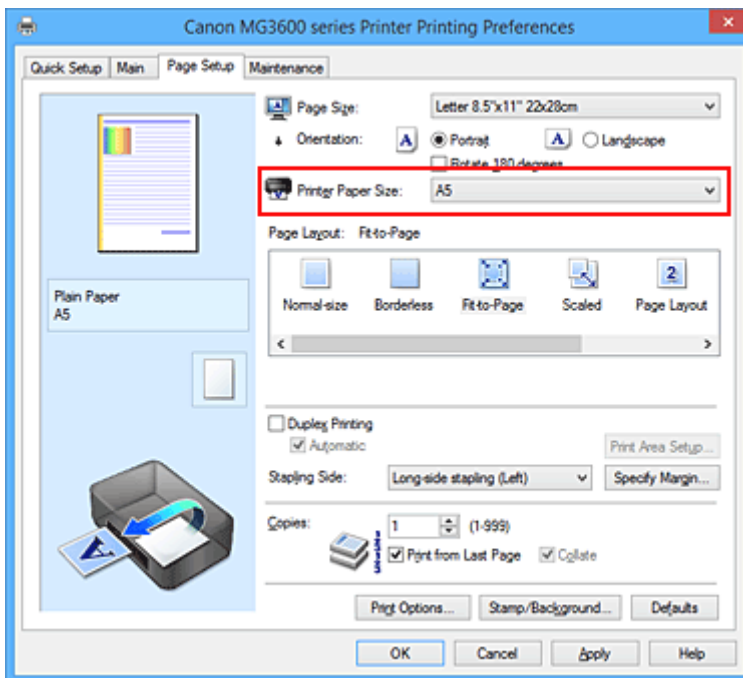 Canon MG3600 series Printer Printing Preferences
Quick Setup Main Page Setup Maintenance
Page Size: Letter 8.5"x11" 22x28cm
Orientation: A Portrait A Landscape
Rotate 180 degrees
Printer Paper Size: A5
Page Layout: Fit-to-Page
2
Normal-size Borderless Fit-to-Page Scaled Page Layout
Plain Paper
A5
Duplex Printing
Automatic
Print Area Setup...
Stapling Side: Long-side stapling (Left) Specify Margin...
Copies: 1 (1-999)
Print from Last Page Collate
A
Print Options... Stamp/Background... Defaults
OK Cancel Apply Help